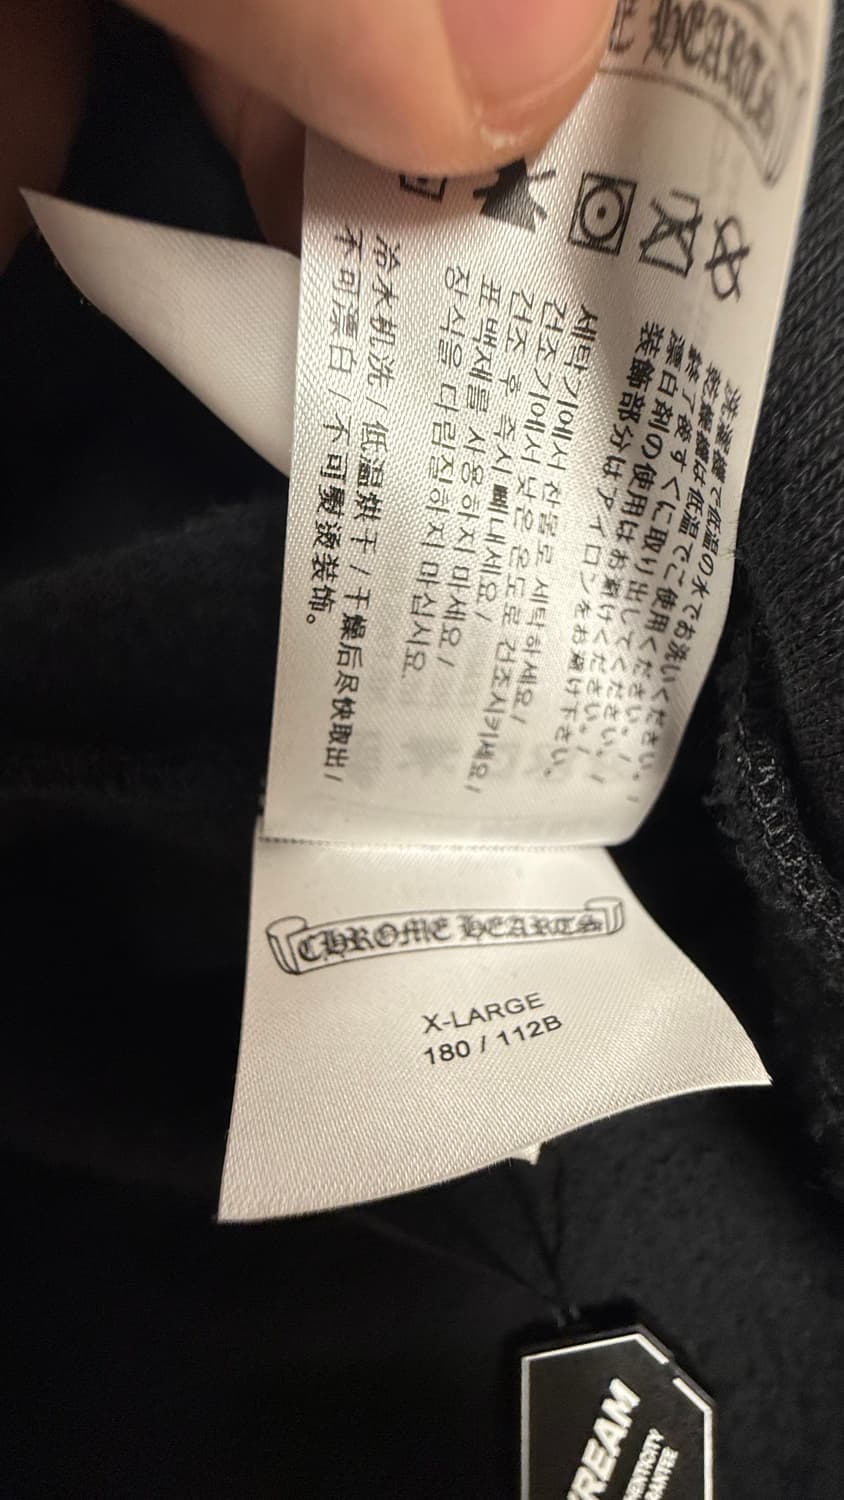 HEARTS
洗濯機で低温の水でお洗いください。/
乾燥機は低温でご使用ください。/
終了後すぐに取り出してください。/
漂白剤の使用はお避けください。/
装飾部分はアイロンをお避け下さい。
세탁기에서 찬물로 세탁하세요/
건조기에서 낮은 온도로 건조시키세요/
건조 후 즉시 빼내세요/
표백제를 사용하지 마세요/
장식을 다림질하지 마십시요.
冷水机洗 / 低温烘干 / 干燥后尽快取出 /
不可漂白 / 不可熨烫装饰。
CHROME HEARTS
X-LARGE
180 / 112B
REAM